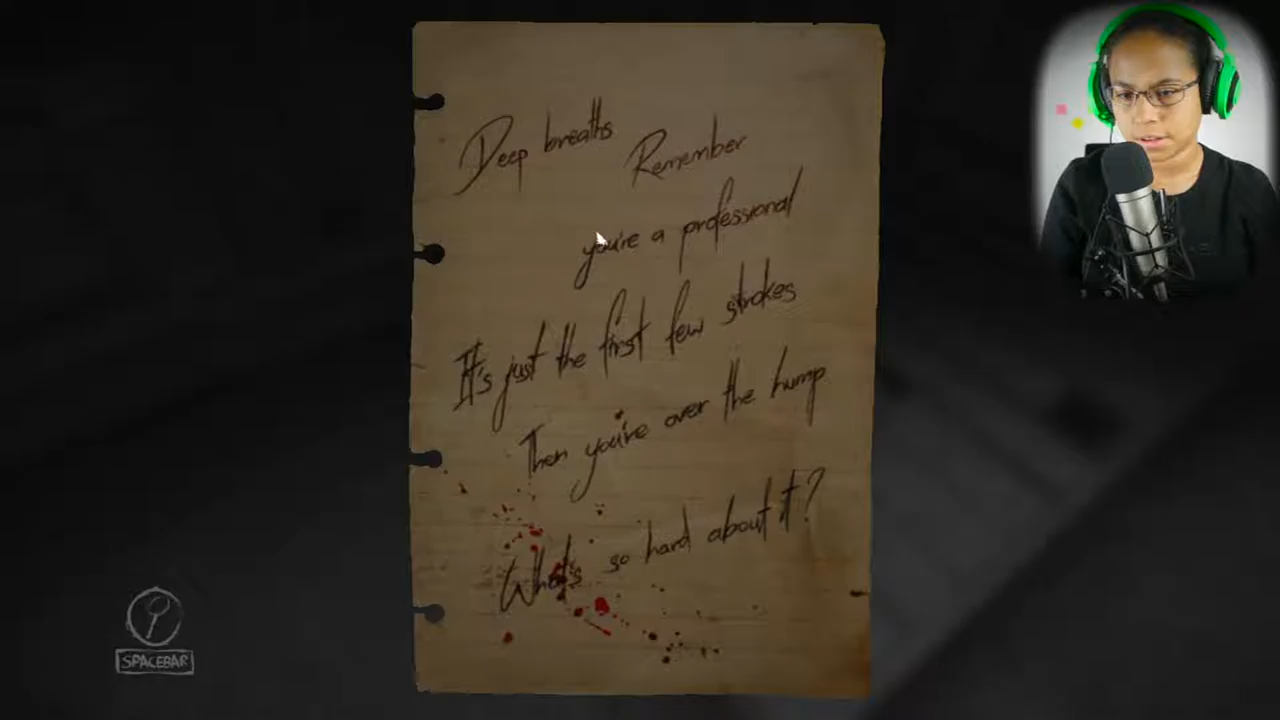 Deep breaths
Remember
you're a professional
It's just the first few strokes
Then you're over the hump
What's so hard about it?
SPACEBAR